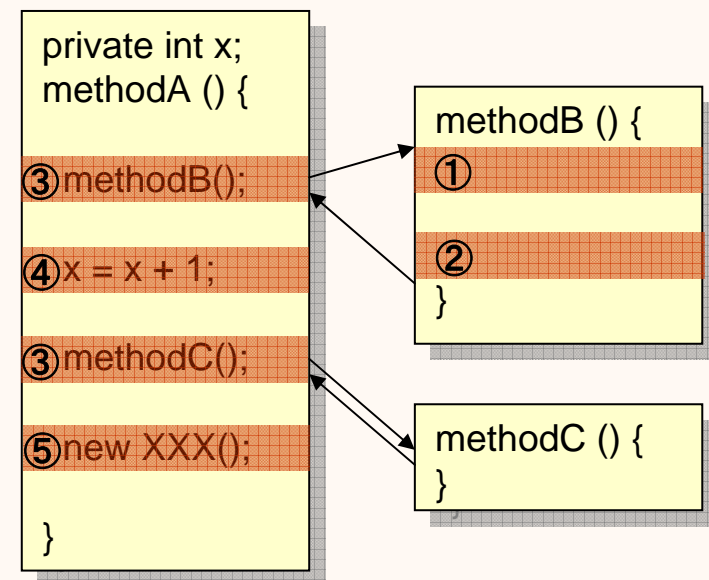 private int x;
methodA () {
③methodB();
④x = x + 1;
③methodC();
⑤new XXX();
}
methodB () {
①
②
}
methodC () {
}